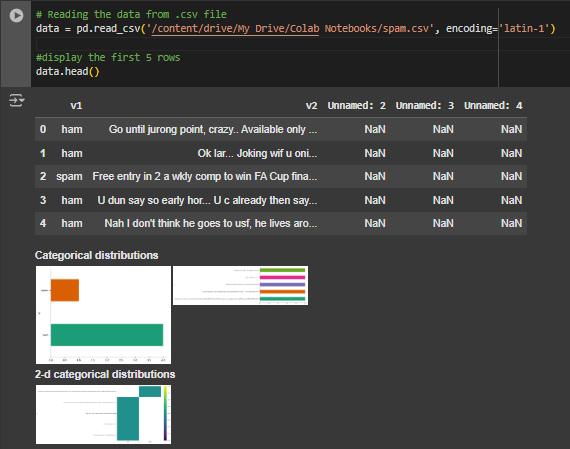 # Reading the data from .csv file
data = pd.read_csv('/content/drive/My Drive/Colab Notebooks/spam.csv', encoding='latin-1')
#display the first 5 rows
data.head()
v1 v2 Unnamed: 2 Unnamed: 3 Unnamed: 4
0 ham Go until jurong point, crazy.. Available only ... NaN NaN NaN
1 ham Ok lar... Joking wif u oni... NaN NaN NaN
2 spam Free entry in 2 a wkly comp to win FA Cup fina... NaN NaN NaN
3 ham U dun say so early hor... U c already then say... NaN NaN NaN
4 ham Nah I don't think he goes to usf, he lives aro... NaN NaN NaN
Categorical distributions
2-d categorical distributions